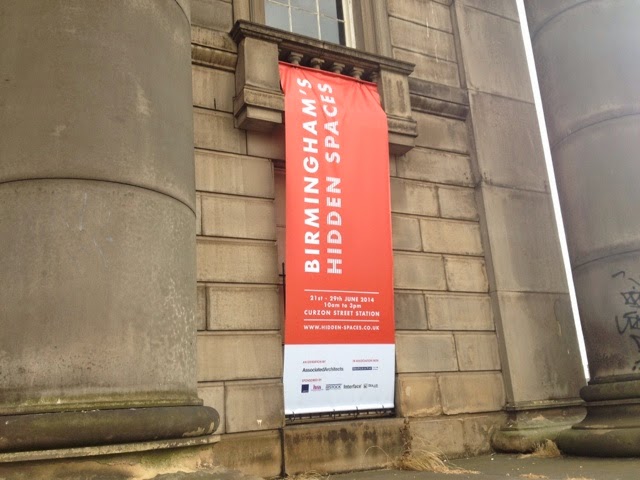 BIRMINGHAM'S
HIDDEN SPACES
21st - 29th JUNE 2014
10am to 3pm
CURZON STREET STATION
WWW.HIDDEN-SPACES.CO.UK
AssociatedArchitects
Interface